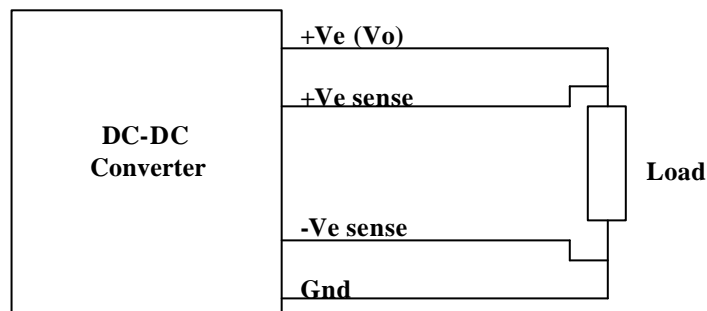 +Ve (Vo)
+Ve sense
DC-DC
Converter
Load
-Ve sense
Gnd